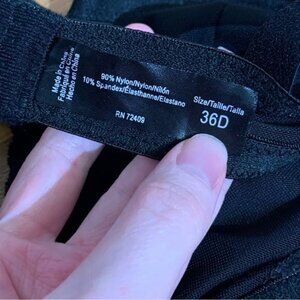 Made in China
Fabriqué en Chine
Hecho en China
90% Nylon/Nylon/Nilón
10% Spandex/Élasthanne/Elastano
RN 72409
Size/Taille/Talla
36D